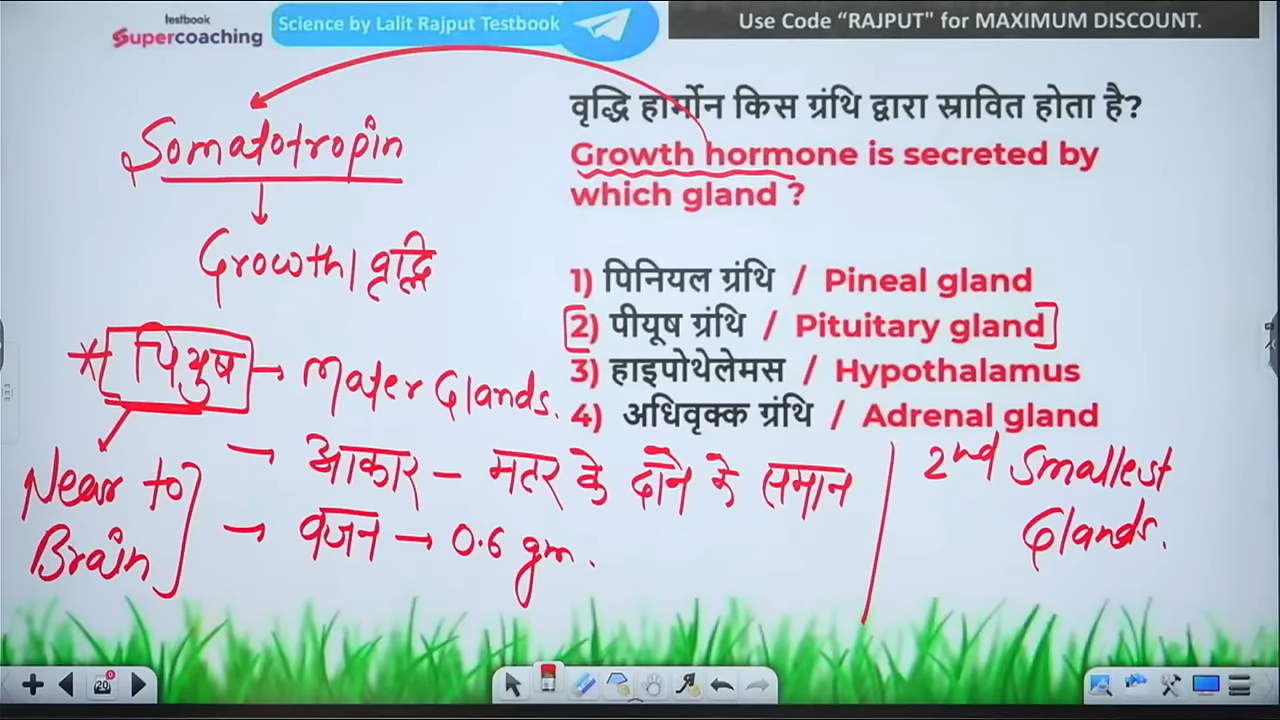 testbook
Supercoaching
Science by Lalit Rajput Testbook
Use Code “RAJPUT" for MAXIMUM DISCOUNT.
वृद्धि हार्मोन किस ग्रंथि द्वारा स्रावित होता है?
Growth hormone is secreted by
which gland ?
1) पिनियल ग्रंथि / Pineal gland
2) पीयूष ग्रंथि / Pituitary gland
3) हाइपोथेलेमस / Hypothalamus
4) अधिवृक्क ग्रंथि / Adrenal gland
Somatotropin
Growth/वृद्धि
* पियुष → Mater Glands.
Near to
Brain
→ आकार – मटर के दाने के समान
→ वजन → 0.6 gm.
2nd Smallest
Glands.
20